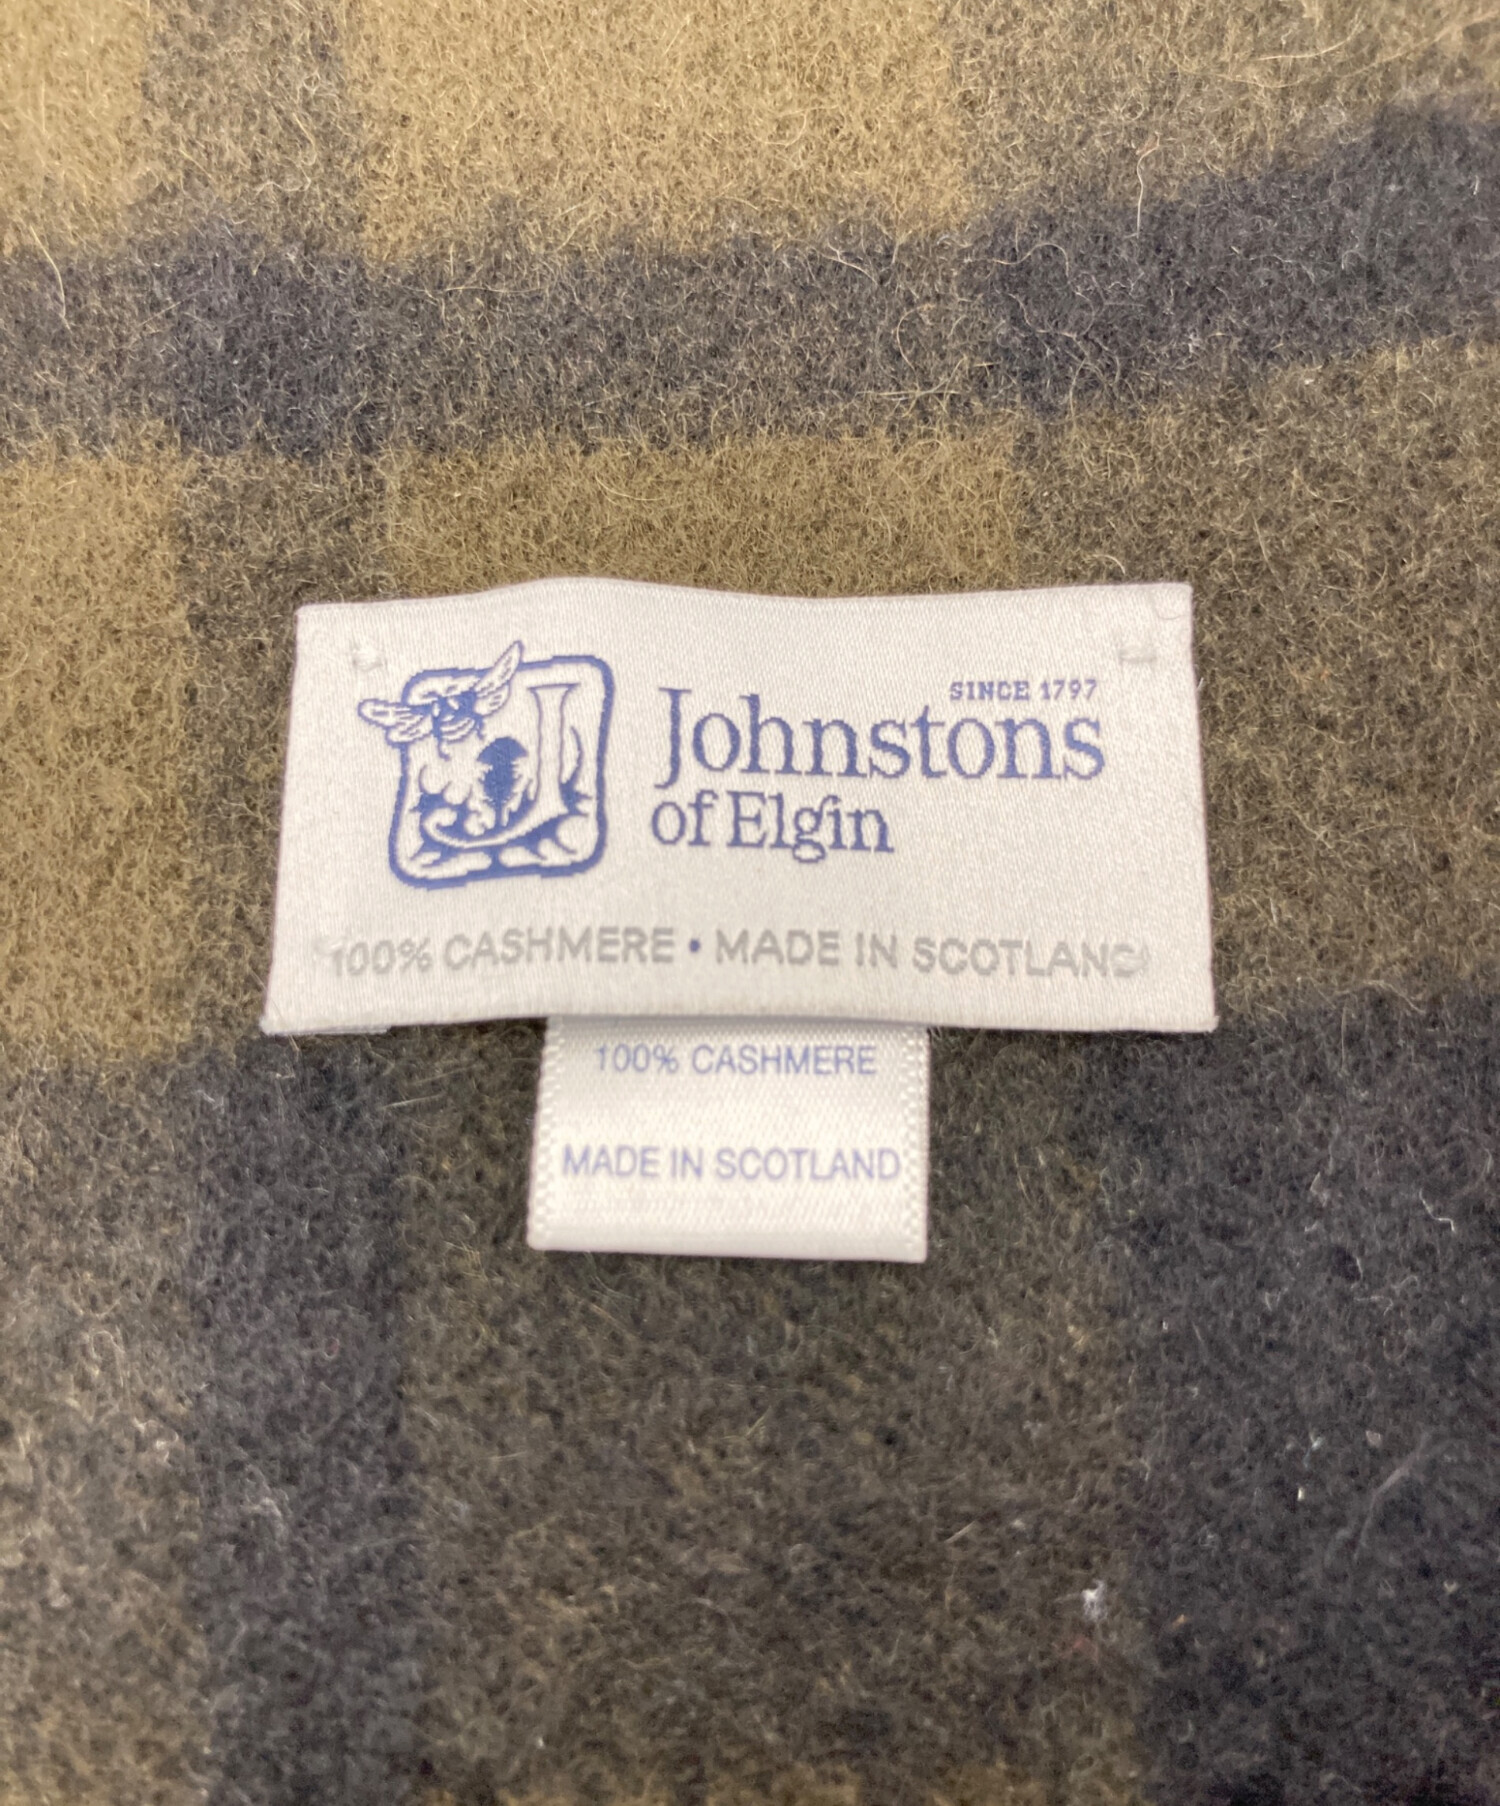 SINCE 1797
Johnstons
of Elgin
100% CASHMERE • MADE IN SCOTLAND
100% CASHMERE
MADE IN SCOTLAND